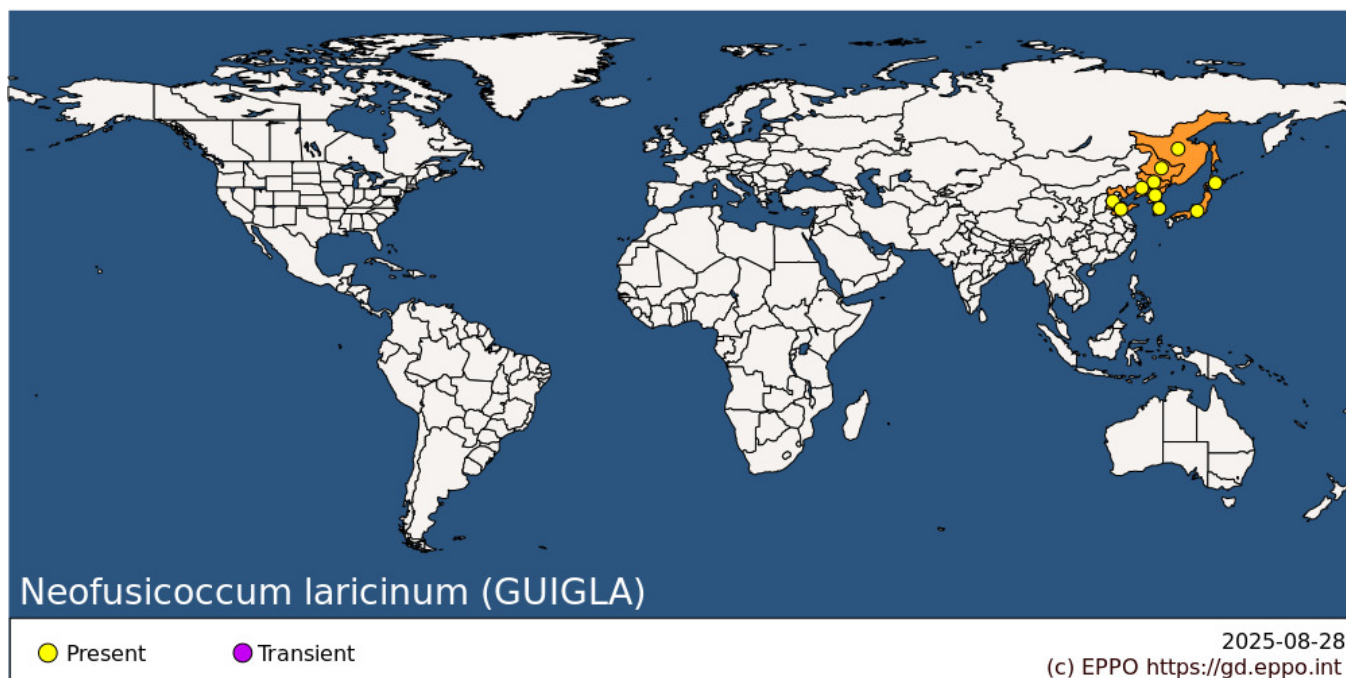 Neofusicoccum laricinum (GUIGLA)
Present
Transient
2025-08-28
(c) EPPO https://gd.eppo.int